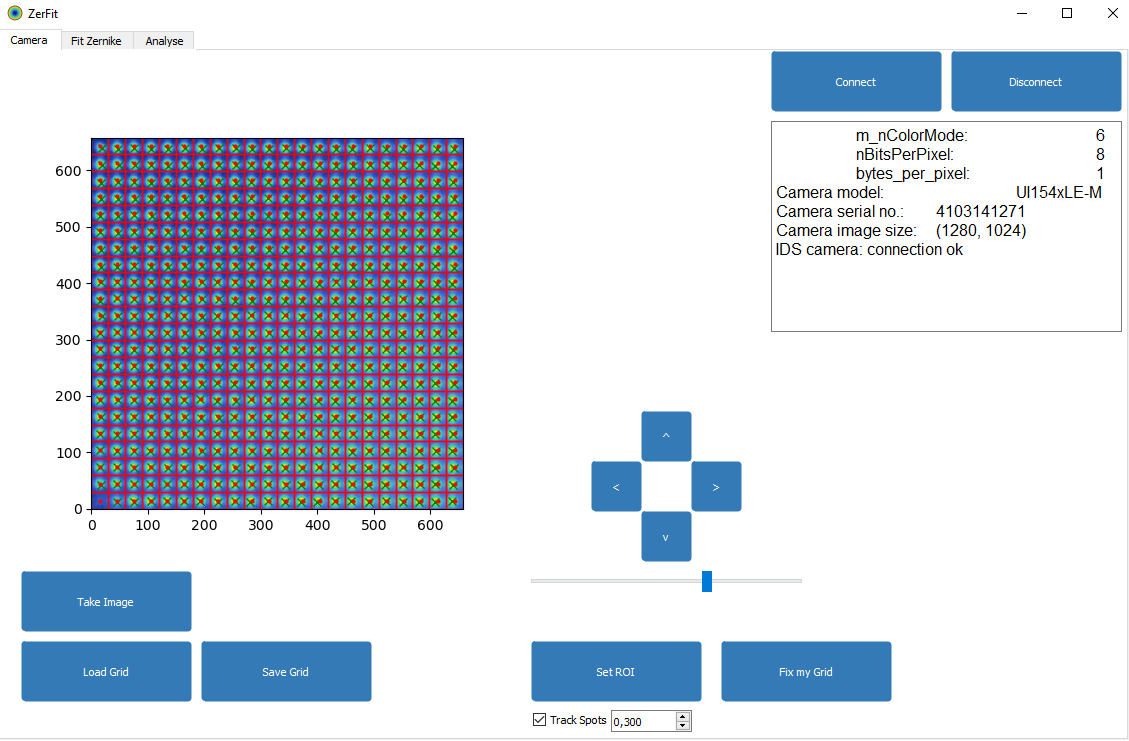 ZerFit
Camera Fit Zernike Analyse
Connect Disconnect
m_nColorMode: 6
nBitsPerPixel: 8
bytes_per_pixel: 1
Camera model: UI154xLE-M
Camera serial no.: 4103141271
Camera image size: (1280, 1024)
IDS camera: connection ok
600
500
400
300
200
100
0
0 100 200 300 400 500 600
^
< >
v
Take Image
Load Grid Save Grid Set ROI Fix my Grid
Track Spots 0,300